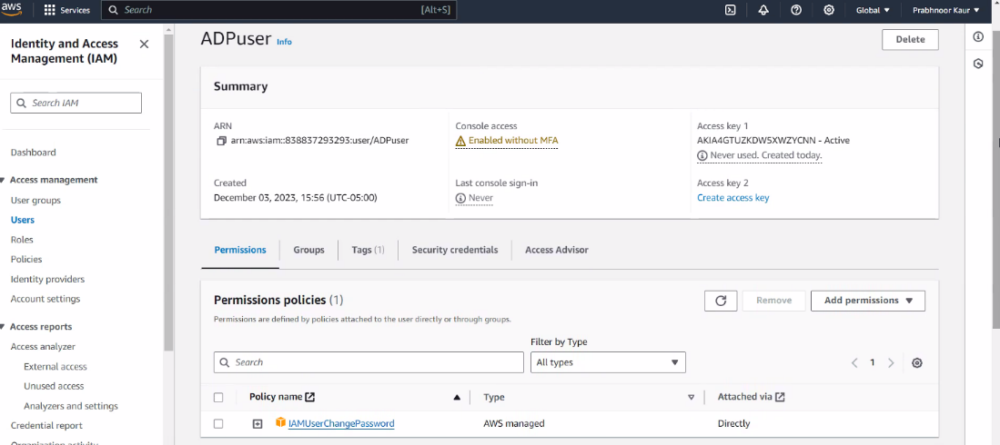 aws
Services
Search
[Alt+S]
Global
Prabhnoor Kaur
Identity and Access
Management (IAM)
Search IAM
Dashboard
Access management
User groups
Users
Roles
Policies
Identity providers
Account settings
Access reports
Access analyzer
External access
Unused access
Analyzers and settings
Credential report
Organization activity
ADPuser Info
Delete
Summary
ARN
arn:aws:iam::838837293293:user/ADPuser
Console access
Enabled without MFA
Access key 1
AKIA4GTUZKDW5XWZYCNN - Active
Never used. Created today.
Created
December 03, 2023, 15:56 (UTC-05:00)
Last console sign-in
Never
Access key 2
Create access key
Permissions
Groups
Tags (1)
Security credentials
Access Advisor
Permissions policies (1)
Remove
Add permissions
Permissions are defined by policies attached to the user directly or through groups.
Filter by Type
Search
All types
1
Policy name
Type
Attached via
IAMUserChangePassword
AWS managed
Directly